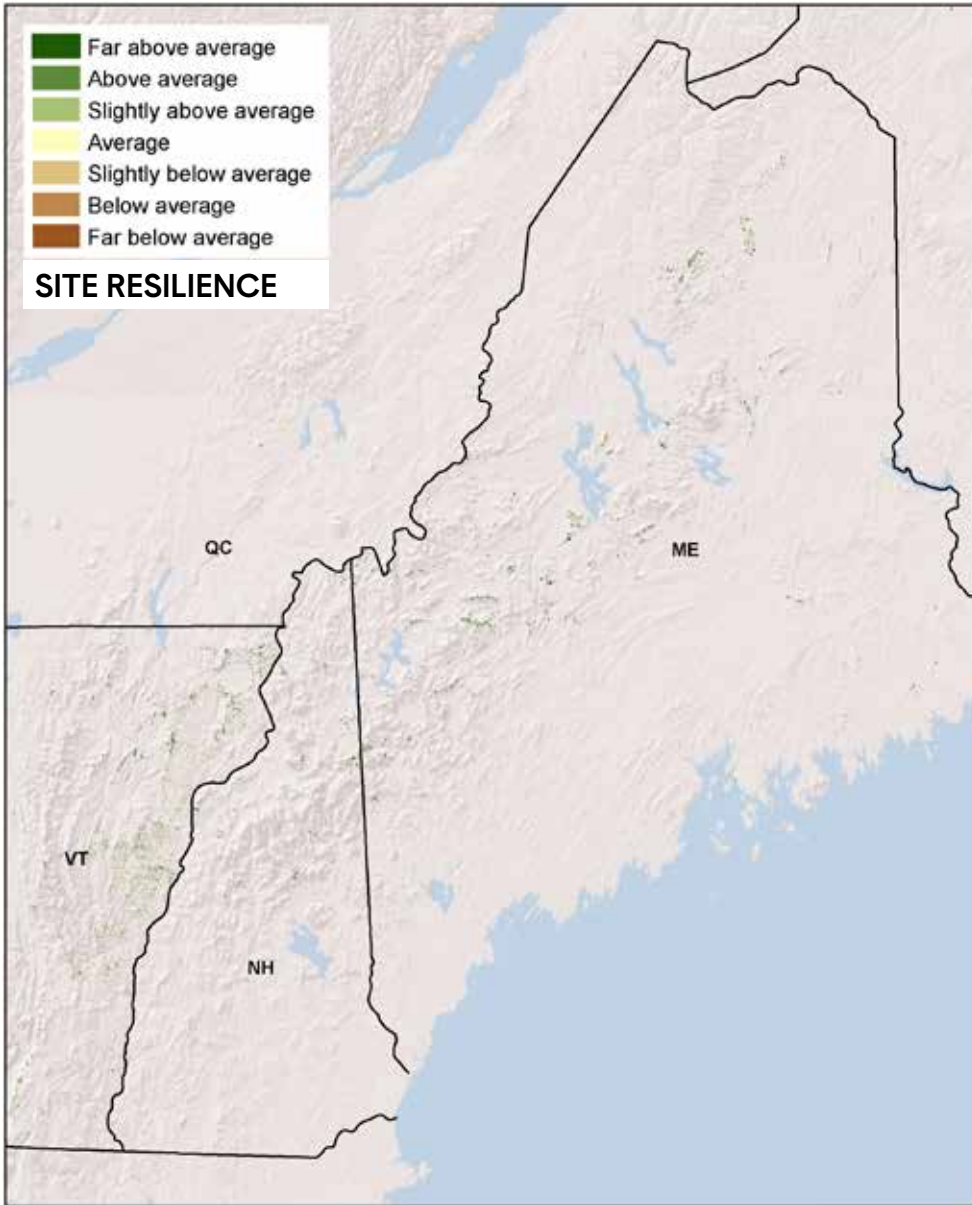 Far above average
Above average
Slightly above average
Average
Slightly below average
Below average
Far below average
SITE RESILIENCE
QC
ME
VT
NH